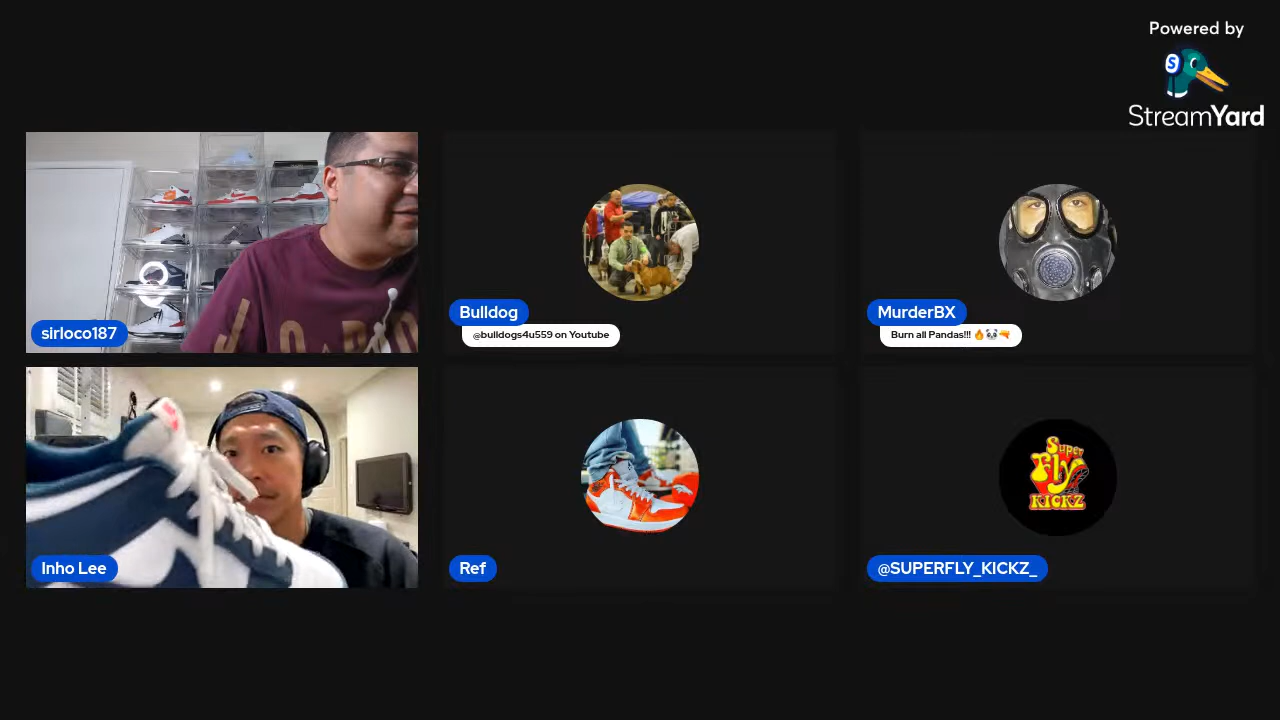 Powered by
S
StreamYard
sirloco187
Bulldog
@bulldogs4u559 on Youtube
MurderBX
Burn all Pandas!!! 🔥🐼🔫
Inho Lee
Ref
Super
Fly
KICKZ
@SUPERFLY_KICKZ_